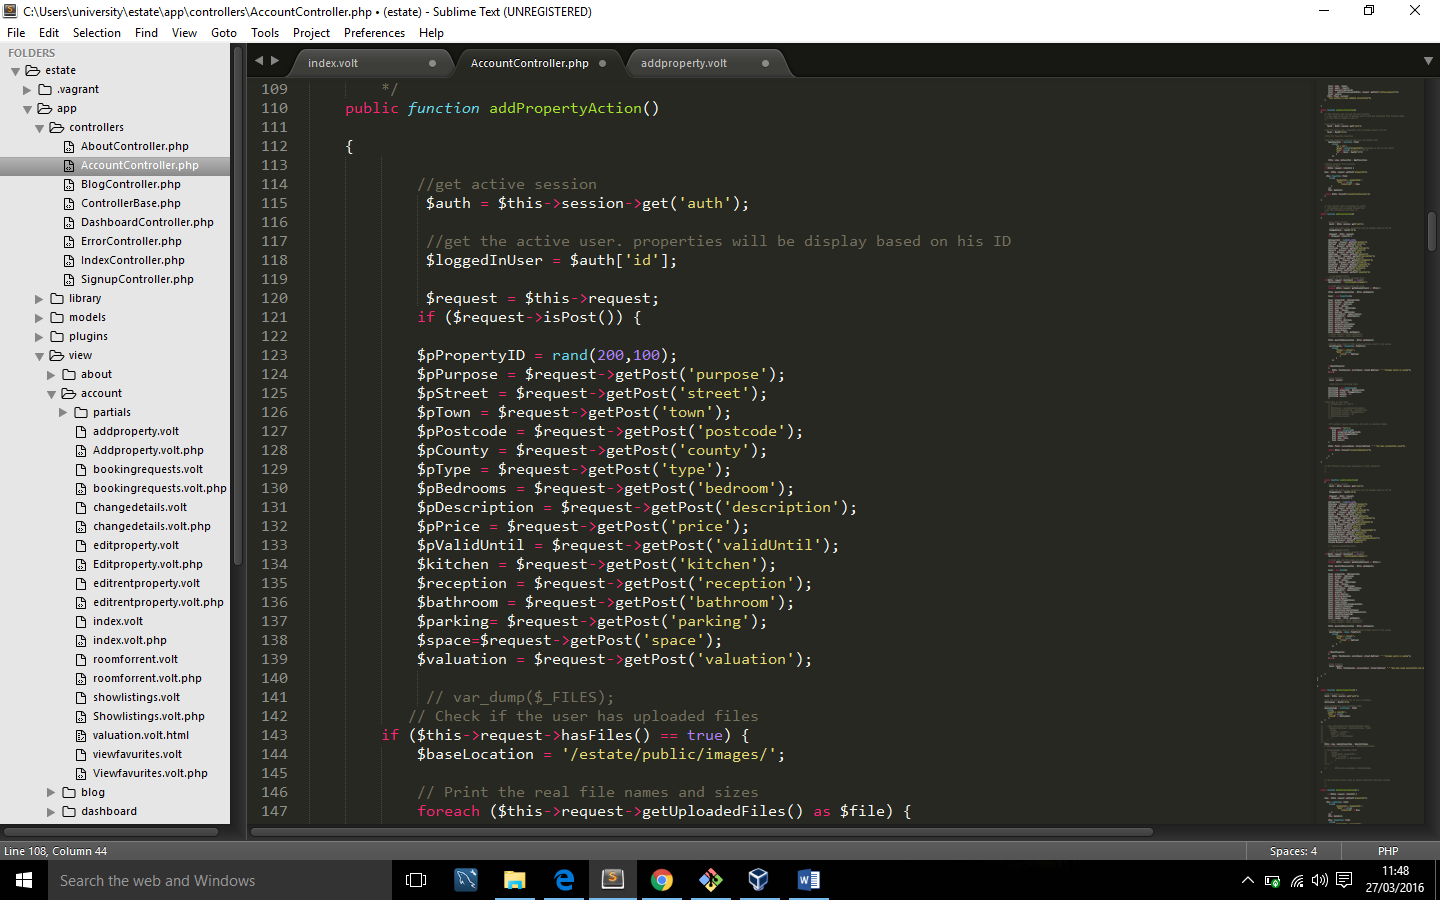 C:\Users\university\estate\app\controllers\AccountController.php • (estate) - Sublime Text (UNREGISTERED)
File Edit Selection Find View Goto Tools Project Preferences Help
FOLDERS
estate
.vagrant
app
controllers
AboutController.php
AccountController.php
BlogController.php
ControllerBase.php
DashboardController.php
ErrorController.php
IndexController.php
SignupController.php
library
models
plugins
view
about
account
partials
addproperty.volt
Addproperty.volt.php
bookingrequests.volt
bookingrequests.volt.php
changedetails.volt
changedetails.volt.php
editproperty.volt
Editproperty.volt.php
editrentproperty.volt
editrentproperty.volt.php
index.volt
index.volt.php
roomforrent.volt
roomforrent.volt.php
showlistings.volt
Showlistings.volt.php
valuation.volt.html
viewfavurites.volt
Viewfavurites.volt.php
blog
dashboard
index.volt AccountController.php addproperty.volt
109 */
110 public function addPropertyAction()
111
112 {
113
114 //get active session
115 $auth = $this->session->get('auth');
116
117 //get the active user. properties will be display based on his ID
118 $loggedInUser = $auth['id'];
119
120 $request = $this->request;
121 if ($request->isPost()) {
122
123 $pPropertyID = rand(200,100);
124 $pPurpose = $request->getPost('purpose');
125 $pStreet = $request->getPost('street');
126 $pTown = $request->getPost('town');
127 $pPostcode = $request->getPost('postcode');
128 $pCounty = $request->getPost('county');
129 $pType = $request->getPost('type');
130 $pBedrooms = $request->getPost('bedroom');
131 $pDescription = $request->getPost('description');
132 $pPrice = $request->getPost('price');
133 $pValidUntil = $request->getPost('validUntil');
134 $kitchen = $request->getPost('kitchen');
135 $reception = $request->getPost('reception');
136 $bathroom = $request->getPost('bathroom');
137 $parking= $request->getPost('parking');
138 $space=$request->getPost('space');
139 $valuation = $request->getPost('valuation');
140
141 // var_dump($_FILES);
142 // Check if the user has uploaded files
143 if ($this->request->hasFiles() == true) {
144 $baseLocation = '/estate/public/images/';
145
146 // Print the real file names and sizes
147 foreach ($this->request->getUploadedFiles() as $file) {
Line 108, Column 44 Spaces: 4 PHP
Search the web and Windows
11:48
27/03/2016